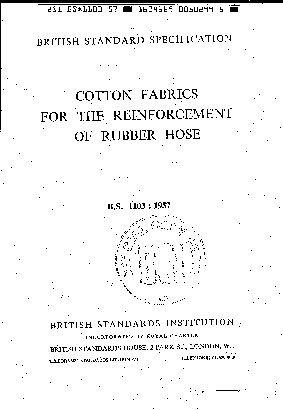 BRITISH STANDARD SPECIFICATION
COTTON FABRICS
FOR THE REINFORCEMENT
OF RUBBER HOSE
B.S. 1103 : 1957
BRITISH STANDARDS INSTITUTION
INCORPORATED BY ROYAL CHARTER
BRITISH STANDARDS HOUSE, 2 PARK ST., LONDON, W.1